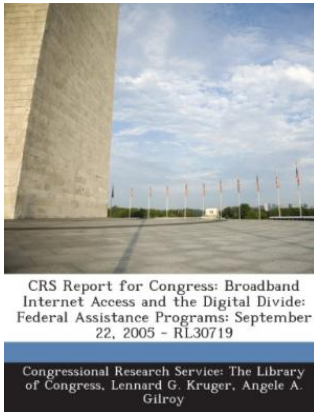 CRS Report for Congress: Broadband
Internet Access and the Digital Divide:
Federal Assistance Programs: September
22, 2005 - RL30719
Congressional Research Service: The Library
of Congress, Lennard G. Kruger, Angele A.
Gilroy